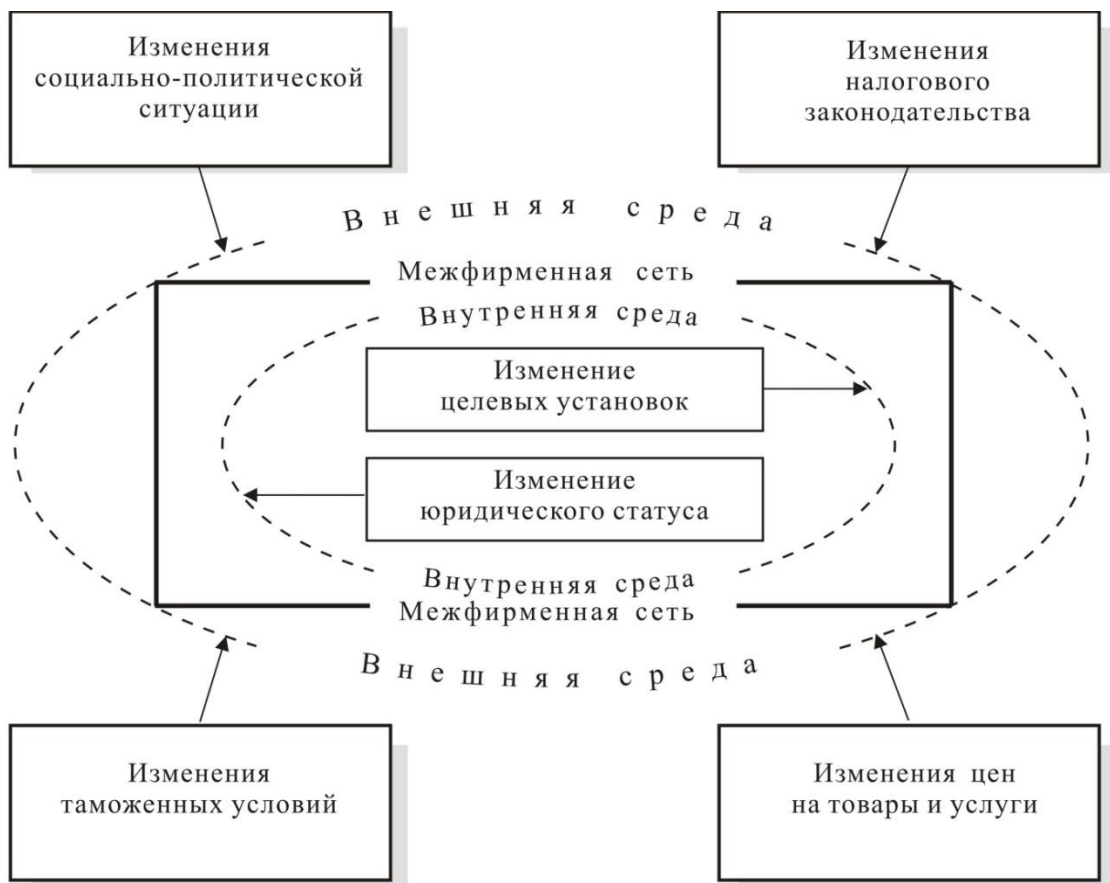 Изменения
социально-политической
ситуации
Изменения
налогового
законодательства
Внешняя среда
Межфирменная сеть
Внутренняя среда
Изменение
целевых установок
Изменение
юридического статуса
Внутренняя среда
Межфирменная сеть
Внешняя среда
Изменения
таможенных условий
Изменения цен
на товары и услуги